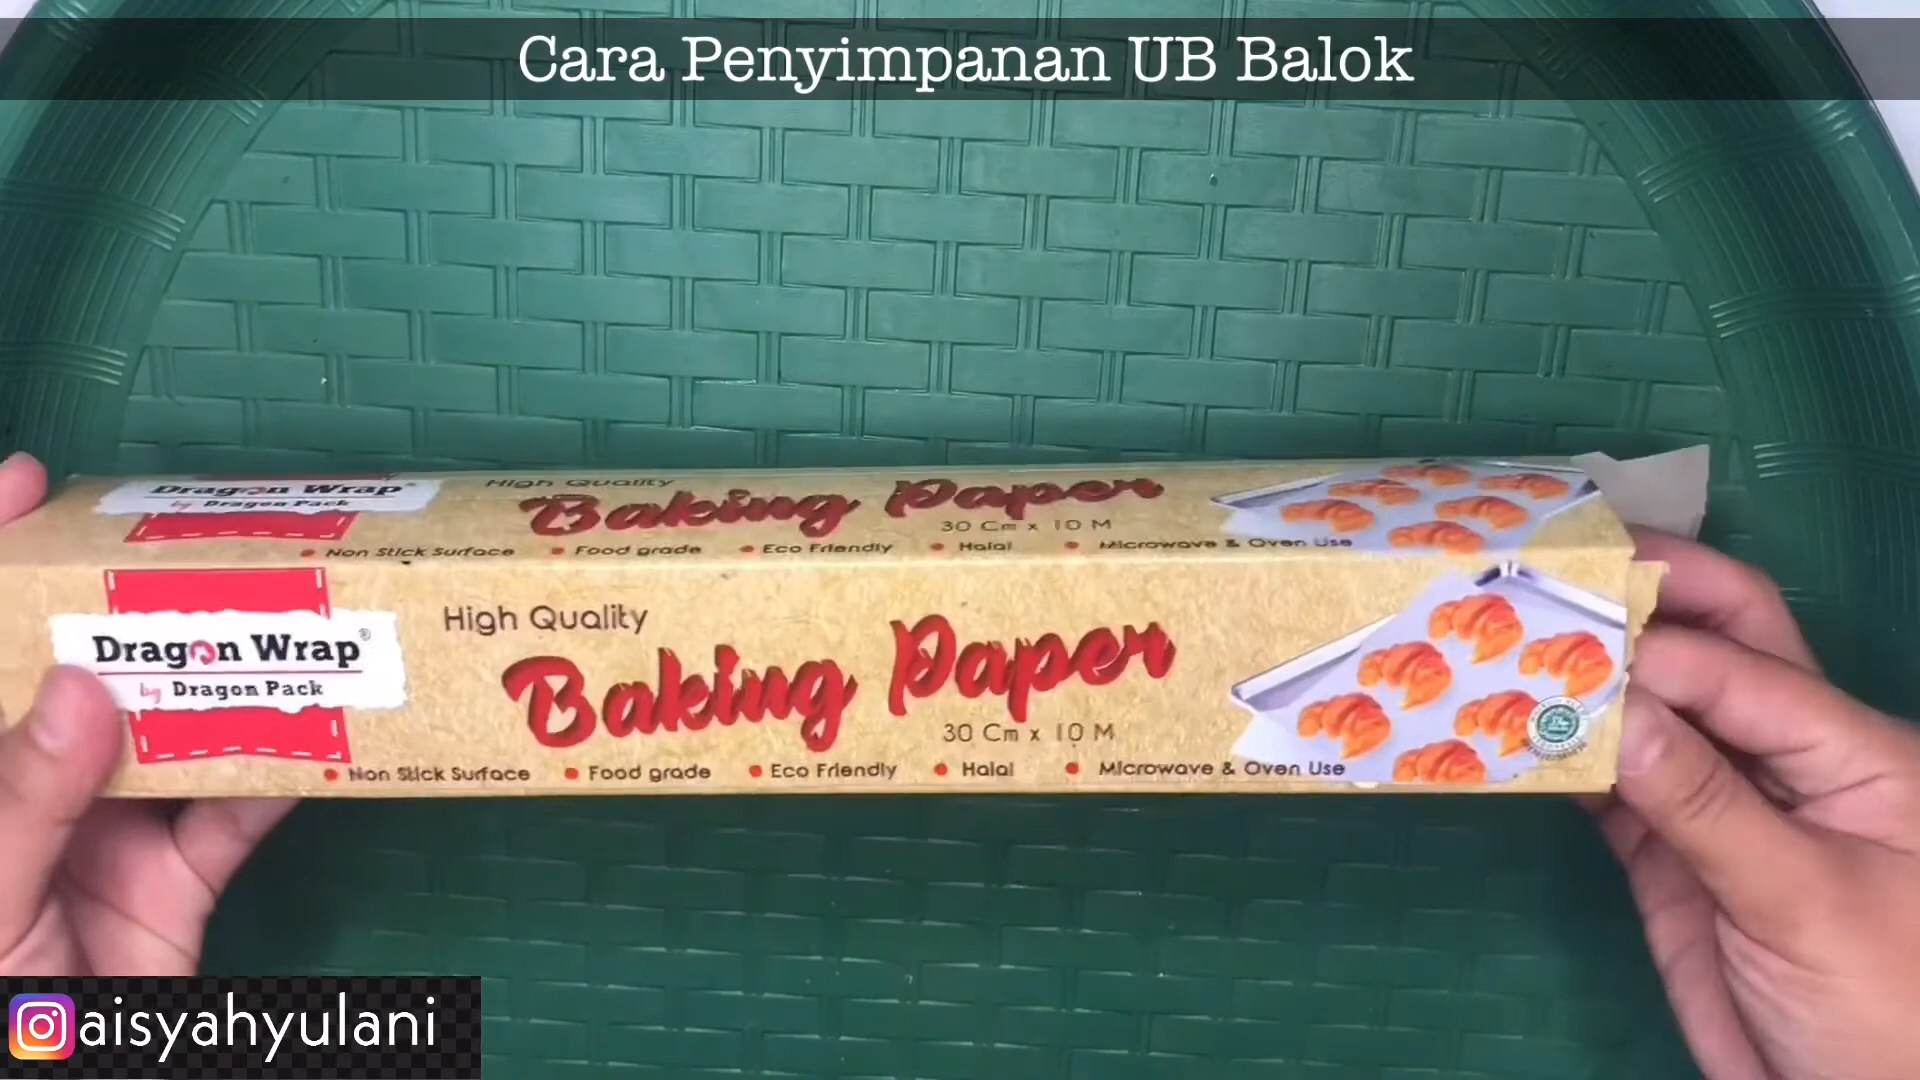 Cara Penyimpanan UB Balok
Dragon Wrap
by Dragon Pack
High Quality
Baking Paper
30 Cm x 10 M
Non Stick Surface Food grade Eco Friendly Halal Microwave & Oven Use
Dragon Wrap®
by Dragon Pack
High Quality
Baking Paper
30 Cm x 10 M
Non Stick Surface Food grade Eco Friendly Halal Microwave & Oven Use
aisyahyulani